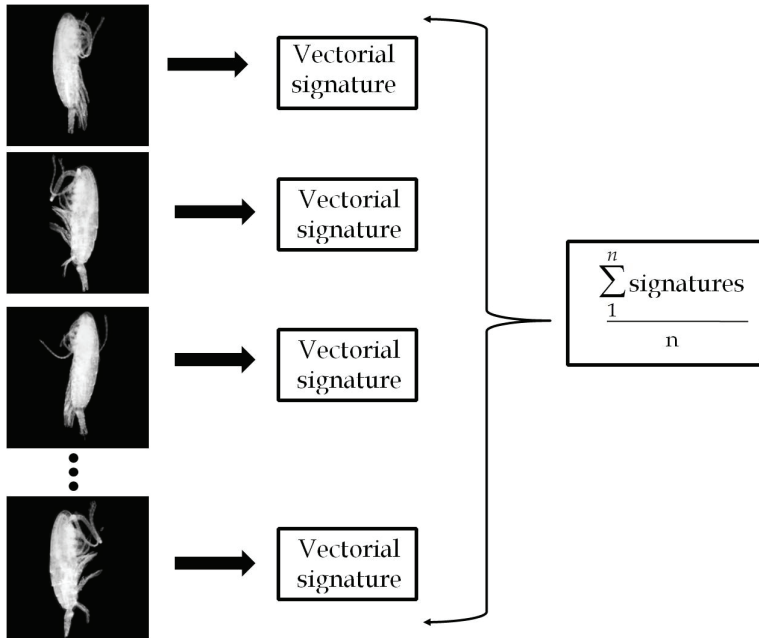 Vectorial
signature
Vectorial
signature
Vectorial
signature
Vectorial
signature
n
∑ signatures
1
n